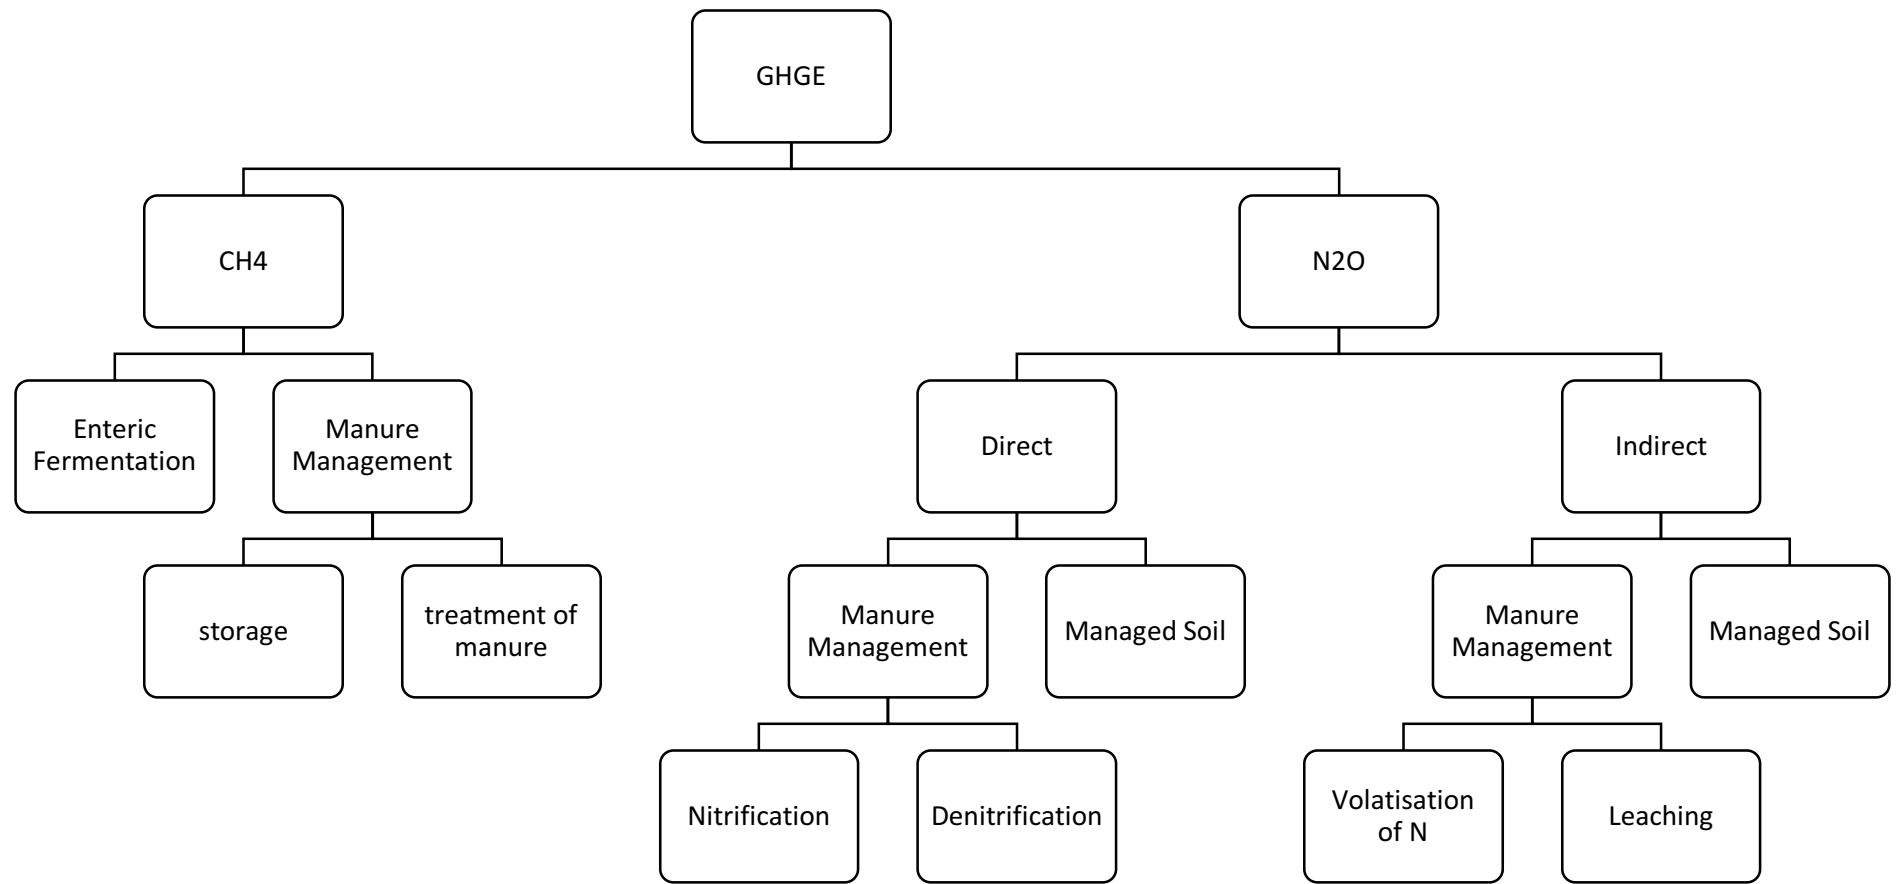 GHGE
CH4
N2O
Enteric
Fermentation
Manure
Management
Direct
Indirect
storage
treatment of
manure
Manure
Management
Managed Soil
Manure
Management
Managed Soil
Nitrification
Denitrification
Volatisation
of N
Leaching